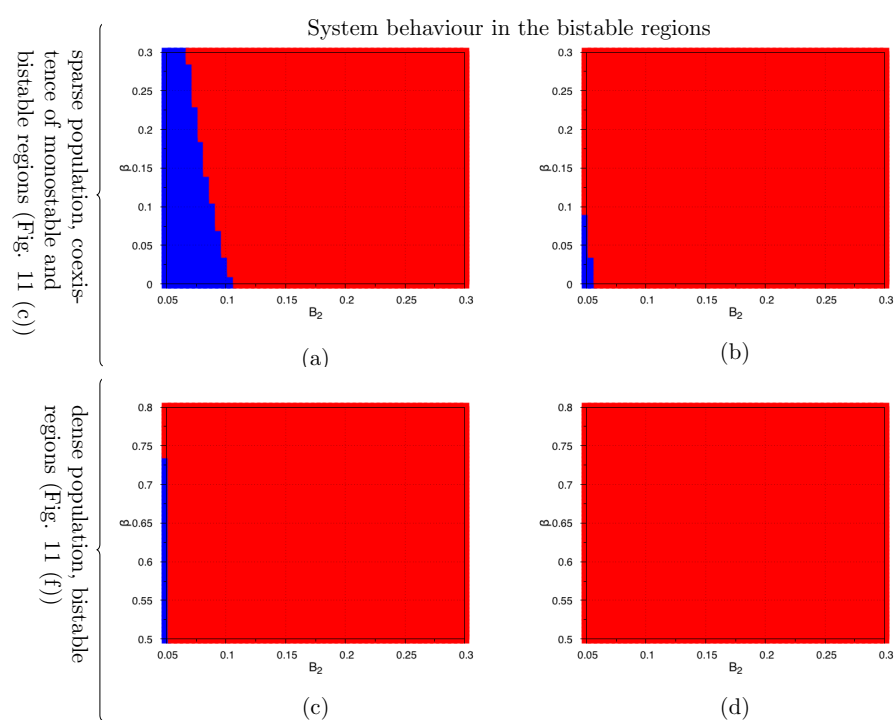 System behaviour in the bistable regions
sparse population, coexis-
tence of monostable and
bistable regions (Fig. 11 (c))
0.3
0.25
0.2
0.15
0.1
0.05
0
β
0.05 0.1 0.15 0.2 0.25 0.3
B2
(a)
0.3
0.25
0.2
0.15
0.1
0.05
0
β
0.05 0.1 0.15 0.2 0.25 0.3
B2
(b)
dense population, bistable
regions (Fig. 11 (f))
0.8
0.75
0.7
0.65
0.6
0.55
0.5
β
0.05 0.1 0.15 0.2 0.25 0.3
B2
(c)
0.8
0.75
0.7
0.65
0.6
0.55
0.5
β
0.05 0.1 0.15 0.2 0.25 0.3
B2
(d)